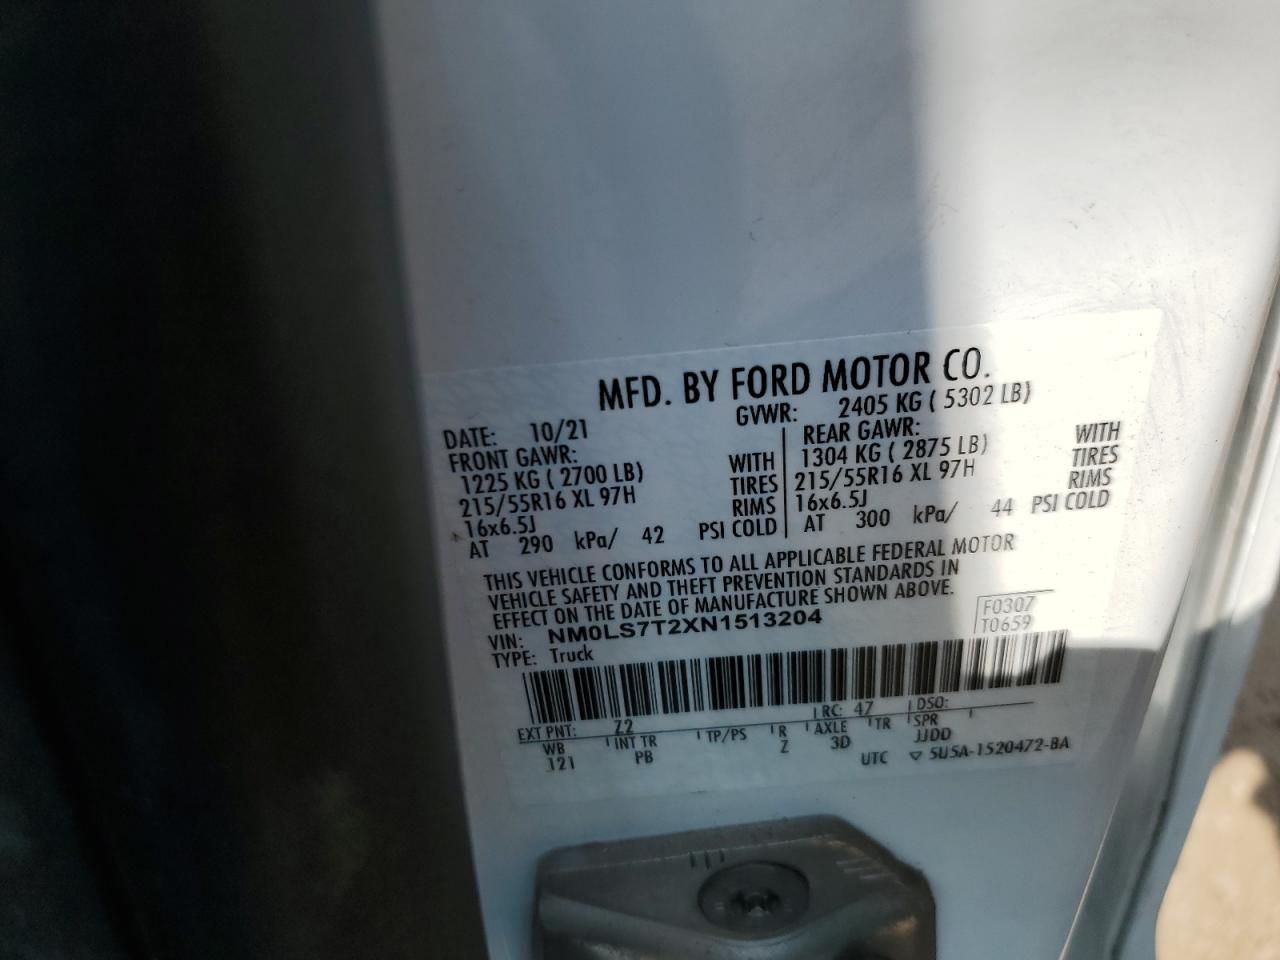 MFD. BY FORD MOTOR CO.
DATE: 10/21 GVWR: 2405 KG ( 5302 LB)
FRONT GAWR: REAR GAWR:
1225 KG ( 2700 LB) WITH 1304 KG ( 2875 LB) WITH
215/55R16 XL 97H TIRES 215/55R16 XL 97H TIRES
16x6.5J RIMS 16x6.5J RIMS
AT 290 kPa/ 42 PSI COLD AT 300 kPa/ 44 PSI COLD
THIS VEHICLE CONFORMS TO ALL APPLICABLE FEDERAL MOTOR
VEHICLE SAFETY AND THEFT PREVENTION STANDARDS IN
EFFECT ON THE DATE OF MANUFACTURE SHOWN ABOVE.
VIN: NM0LS7T2XN1513204 F0307
TYPE: Truck T0659
EXT PNT: Z2 RC: 47 DSO:
WB INT TR TP/PS R AXLE TR SPR
121 PB Z 3D JJDD
UTC ▽ 5U5A-1520472-BA